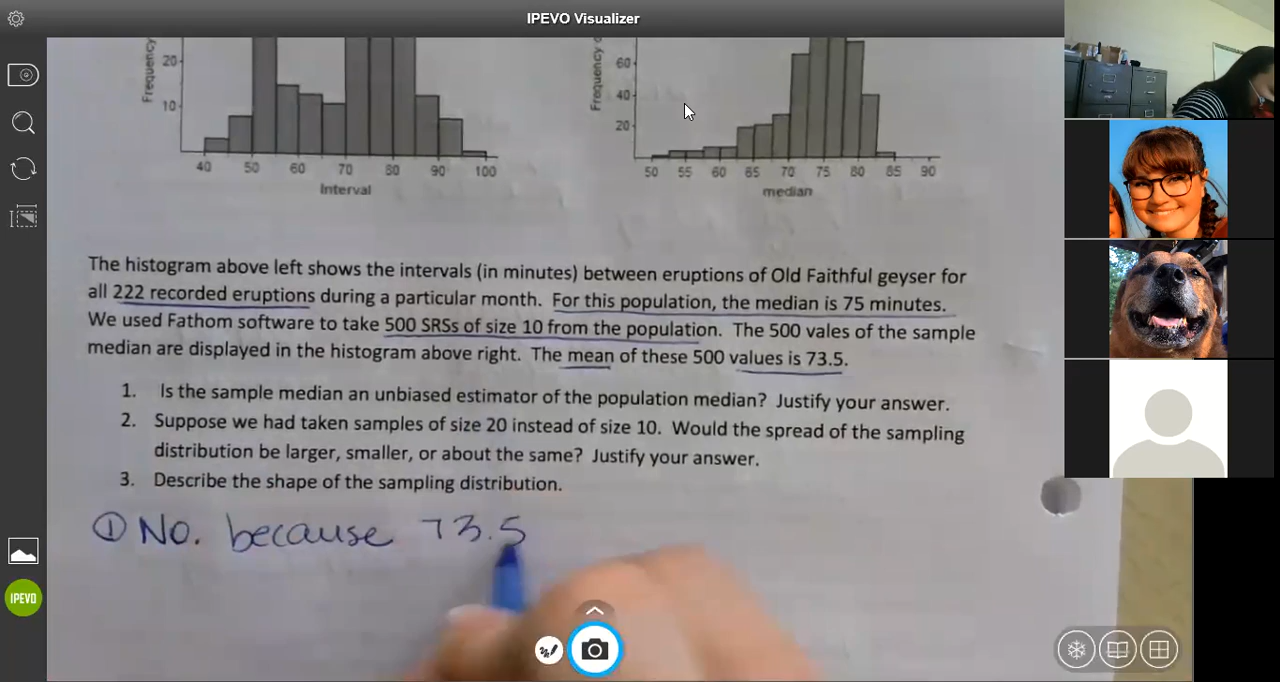 IPEVO Visualizer
Frequency
20
10
40 50 60 70 80 90 100
Interval
Frequency
60
40
20
50 55 60 65 70 75 80 85 90
median
The histogram above left shows the intervals (in minutes) between eruptions of Old Faithful geyser for
all 222 recorded eruptions during a particular month. For this population, the median is 75 minutes.
We used Fathom software to take 500 SRSs of size 10 from the population. The 500 vales of the sample
median are displayed in the histogram above right. The mean of these 500 values is 73.5.
1. Is the sample median an unbiased estimator of the population median? Justify your answer.
2. Suppose we had taken samples of size 20 instead of size 10. Would the spread of the sampling
distribution be larger, smaller, or about the same? Justify your answer.
3. Describe the shape of the sampling distribution.
① No. because 73.5
IPEVO